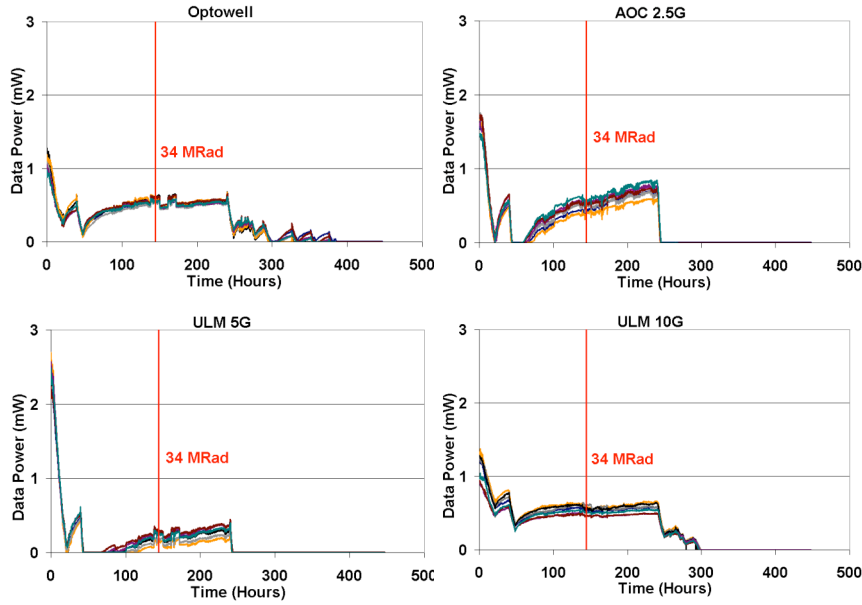 Optowell
3
2
1
0
Data Power (mW)
34 MRad
0 100 200 300 400 500
Time (Hours)
AOC 2.5G
3
2
1
0
Data Power (mW)
34 MRad
0 100 200 300 400 500
Time (Hours)
ULM 5G
3
2
1
0
Data Power (mW)
34 MRad
0 100 200 300 400 500
Time (Hours)
ULM 10G
3
2
1
0
Data Power (mW)
34 MRad
0 100 200 300 400 500
Time (Hours)